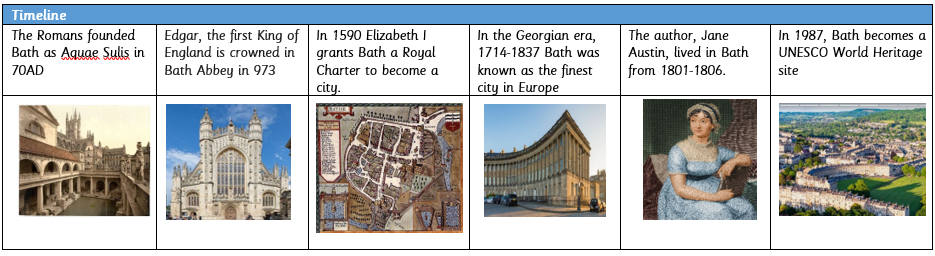 Timeline
The Romans founded
Bath as Aquae Sulis in
70AD
Edgar, the first King of
England is crowned in
Bath Abbey in 973
In 1590 Elizabeth I
grants Bath a Royal
Charter to become a
city.
In the Georgian era,
1714-1837 Bath was
known as the finest
city in Europe
The author, Jane
Austin, lived in Bath
from 1801-1806.
In 1987, Bath becomes a
UNESCO World Heritage
site